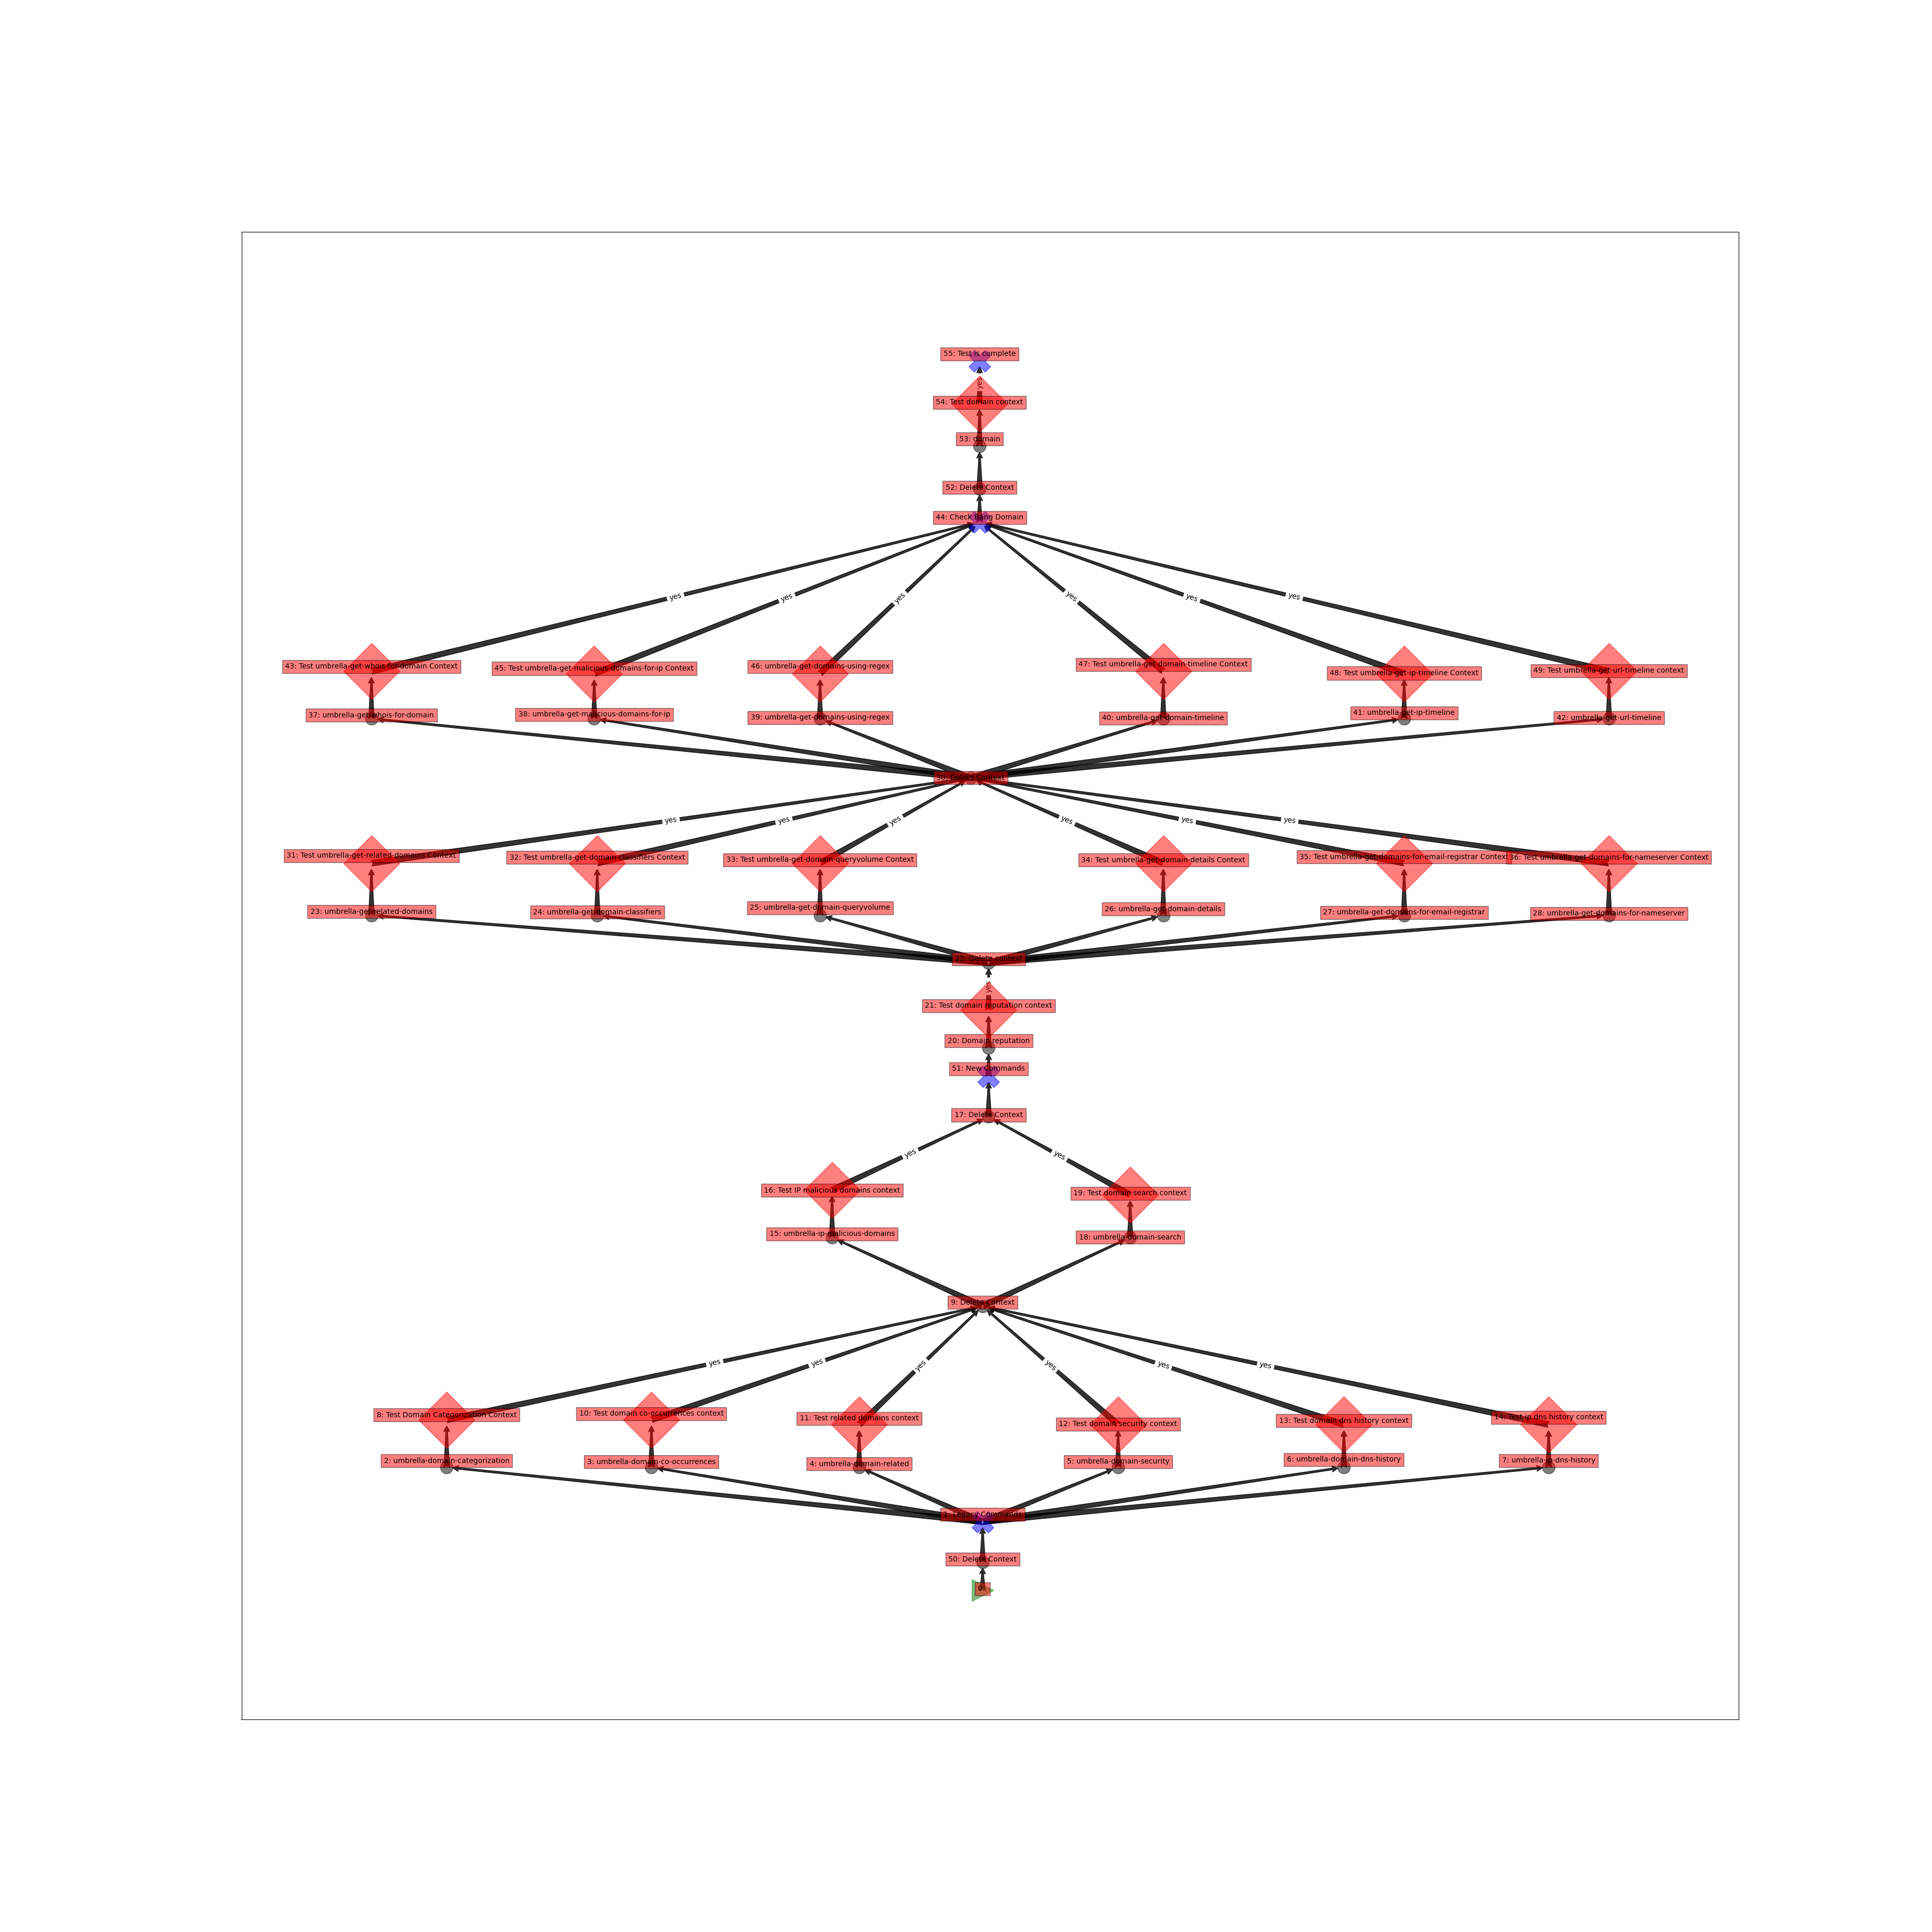 55: Test is complete
yes
54: Test domain context
53: domain
52: Delete Context
44: Check Bang Domain
yes yes yes yes yes yes
43: Test umbrella-get-whois-for-domain Context
45: Test umbrella-get-malicious-domains-for-ip Context
46: umbrella-get-domains-using-regex
47: Test umbrella-get-domain-timeline Context
48: Test umbrella-get-ip-timeline Context
49: Test umbrella-get-url-timeline context
37: umbrella-get-whois-for-domain
38: umbrella-get-malicious-domains-for-ip
39: umbrella-get-domains-using-regex
40: umbrella-get-domain-timeline
41: umbrella-get-ip-timeline
42: umbrella-get-url-timeline
Delete Context
yes yes yes yes yes yes
31: Test umbrella-get-related-domains Context
32: Test umbrella-get-domain-classifiers Context
33: Test umbrella-get-domain-queryvolume Context
34: Test umbrella-get-domain-details Context
35: Test umbrella-get-domains-for-email-registrar Context
36: Test umbrella-get-domains-for-nameserver Context
23: umbrella-get-related-domains
24: umbrella-get-domain-classifiers
25: umbrella-get-domain-queryvolume
26: umbrella-get-domain-details
27: umbrella-get-domains-for-email-registrar
28: umbrella-get-domains-for-nameserver
22: Delete context
yes
21: Test domain reputation context
20: Domain reputation
51: New Commands
17: Delete Context
yes yes
16: Test IP malicious domains context
19: Test domain search context
15: umbrella-ip-malicious-domains
18: umbrella-domain-search
9: Delete Context
yes yes yes yes yes yes
8: Test Domain Categorization Context
10: Test domain co-occurrences context
11: Test related domains context
12: Test domain security context
13: Test domain dns history context
14: Test ip dns history context
2: umbrella-domain-categorization
3: umbrella-domain-co-occurrences
4: umbrella-domain-related
5: umbrella-domain-security
6: umbrella-domain-dns-history
7: umbrella-ip-dns-history
1: Legacy Commands
50: Delete Context